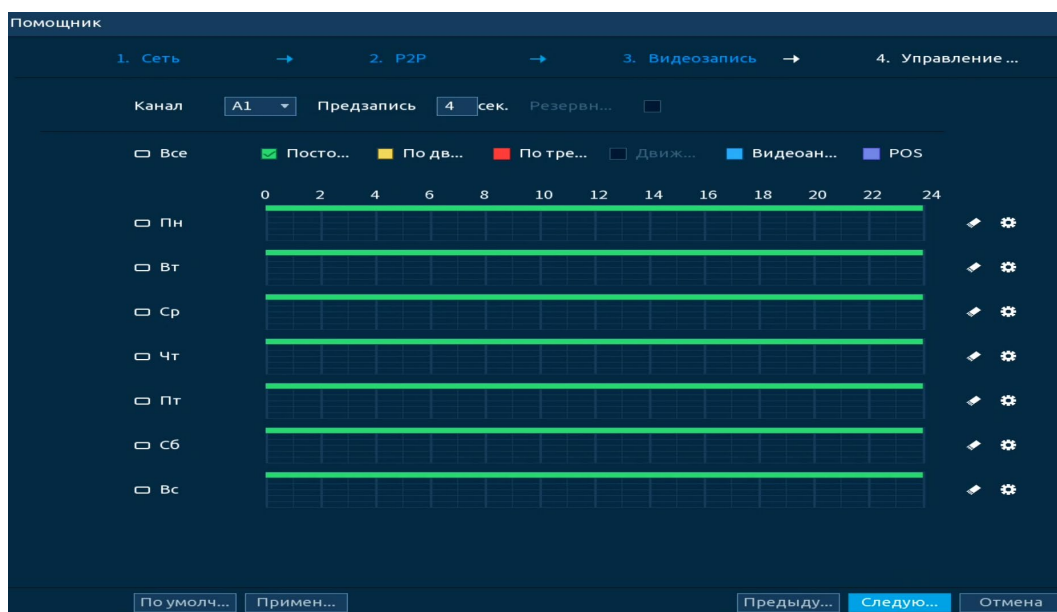 Помощник
1. Сеть → 2. P2P → 3. Видеозапись → 4. Управление ...
Канал A1 Предзапись 4 сек. Резервн...
Все Посто... По дв... По тре... Движ... Видеоан... POS
0 2 4 6 8 10 12 14 16 18 20 22 24
Пн
Вт
Ср
Чт
Пт
Сб
Вс
По умолч... Примен... Предыду... Следую... Отмена